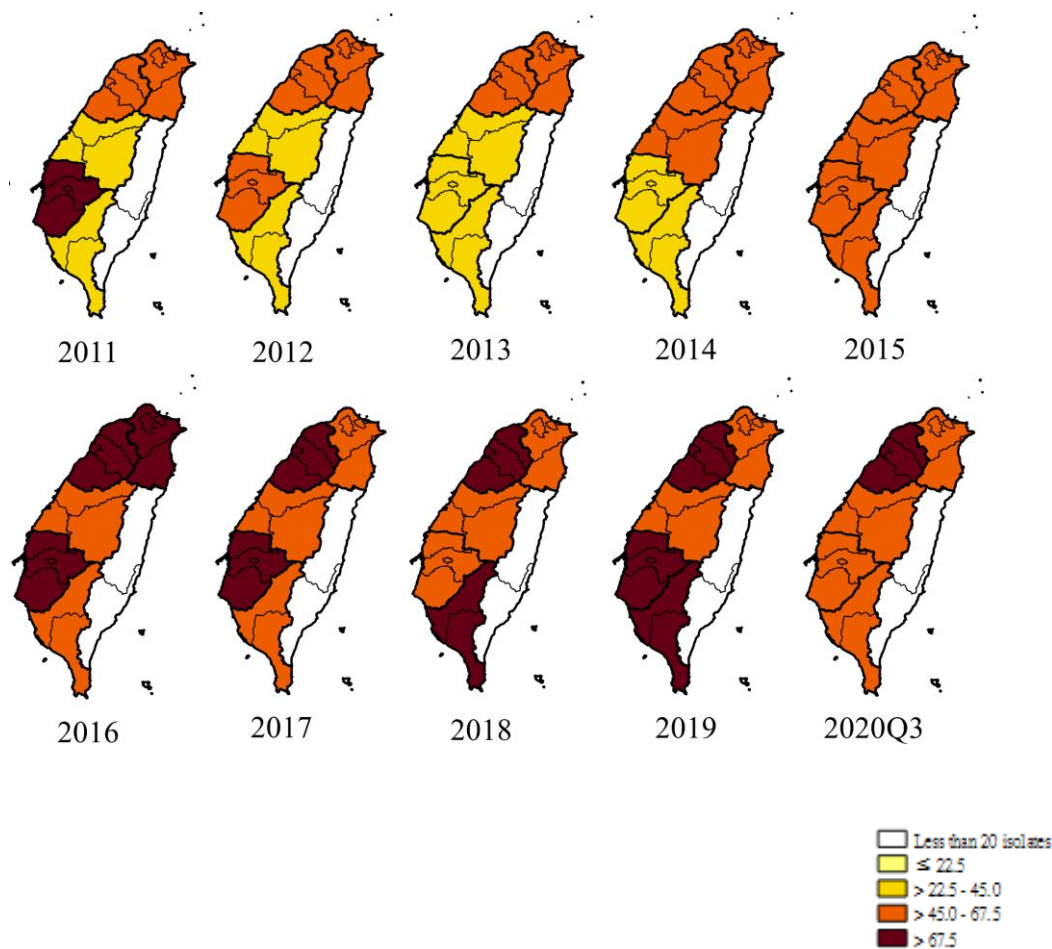 2011 2012 2013 2014 2015
2016 2017 2018 2019 2020Q3
Less than 20 isolates
≤ 22.5
> 22.5 - 45.0
> 45.0 - 67.5
> 67.5